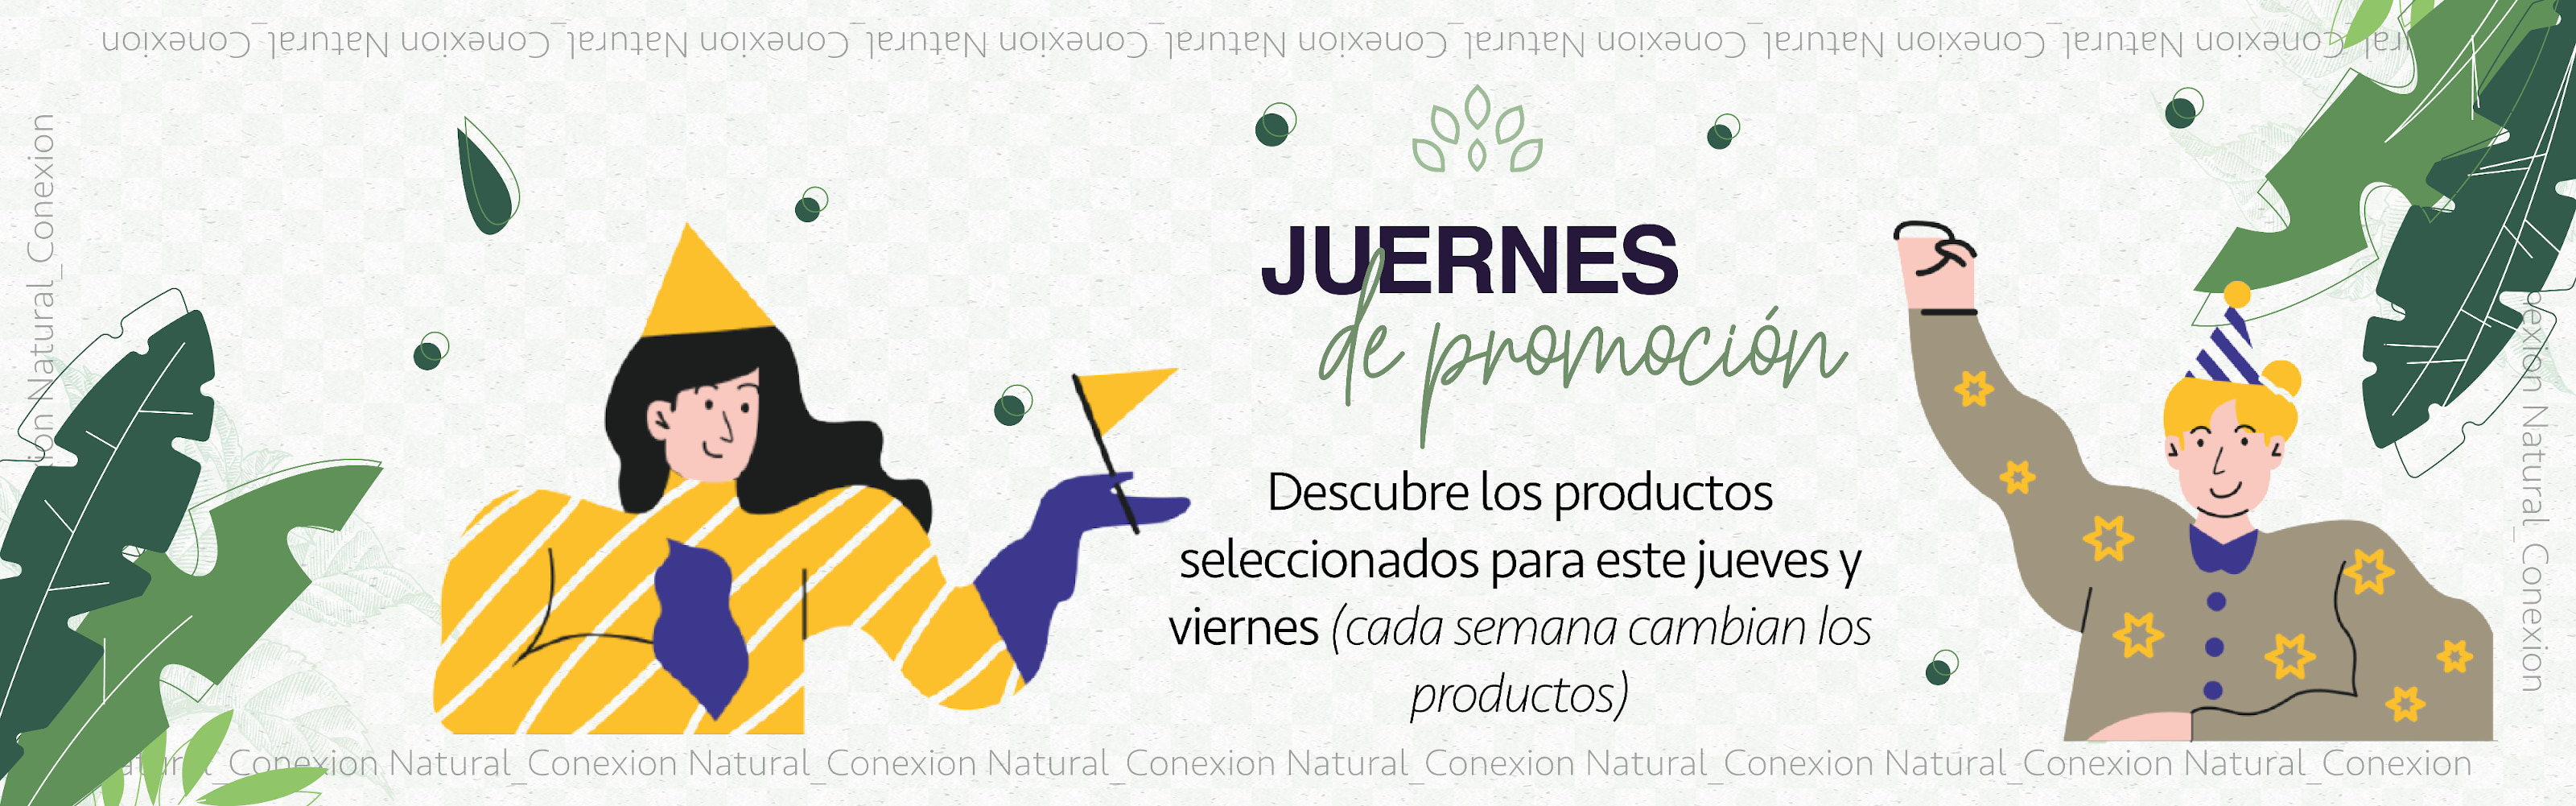 Conexion Natural_Conexion Natural_Conexion Natural_Conexion Natural_Conexion Natural_Conexion Natural_Conexion Natural_Conexion
Natural_Conexion
JUERNES
de promoción
Descubre los productos
seleccionados para este jueves y
viernes (cada semana cambian los
productos)
Natural_Conexion
_Conexion Natural_Conexion Natural_Conexion Natural_Conexion Natural_Conexion Natural_Conexion Natural_Conexion Natural_Conexion